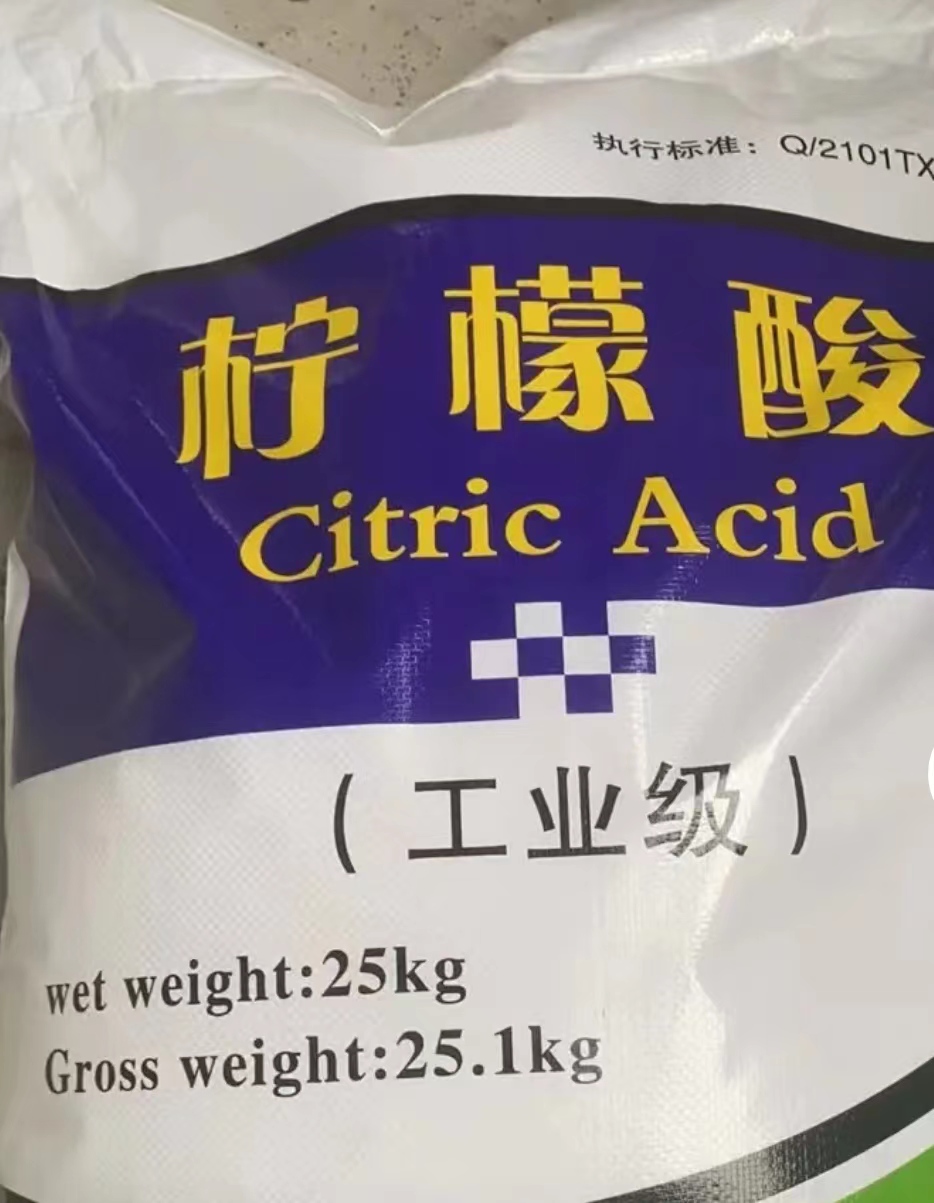 执行标准：Q/2101TX
柠檬酸
Citric Acid
(工业级)
wet weight:25kg
Gross weight:25.1kg